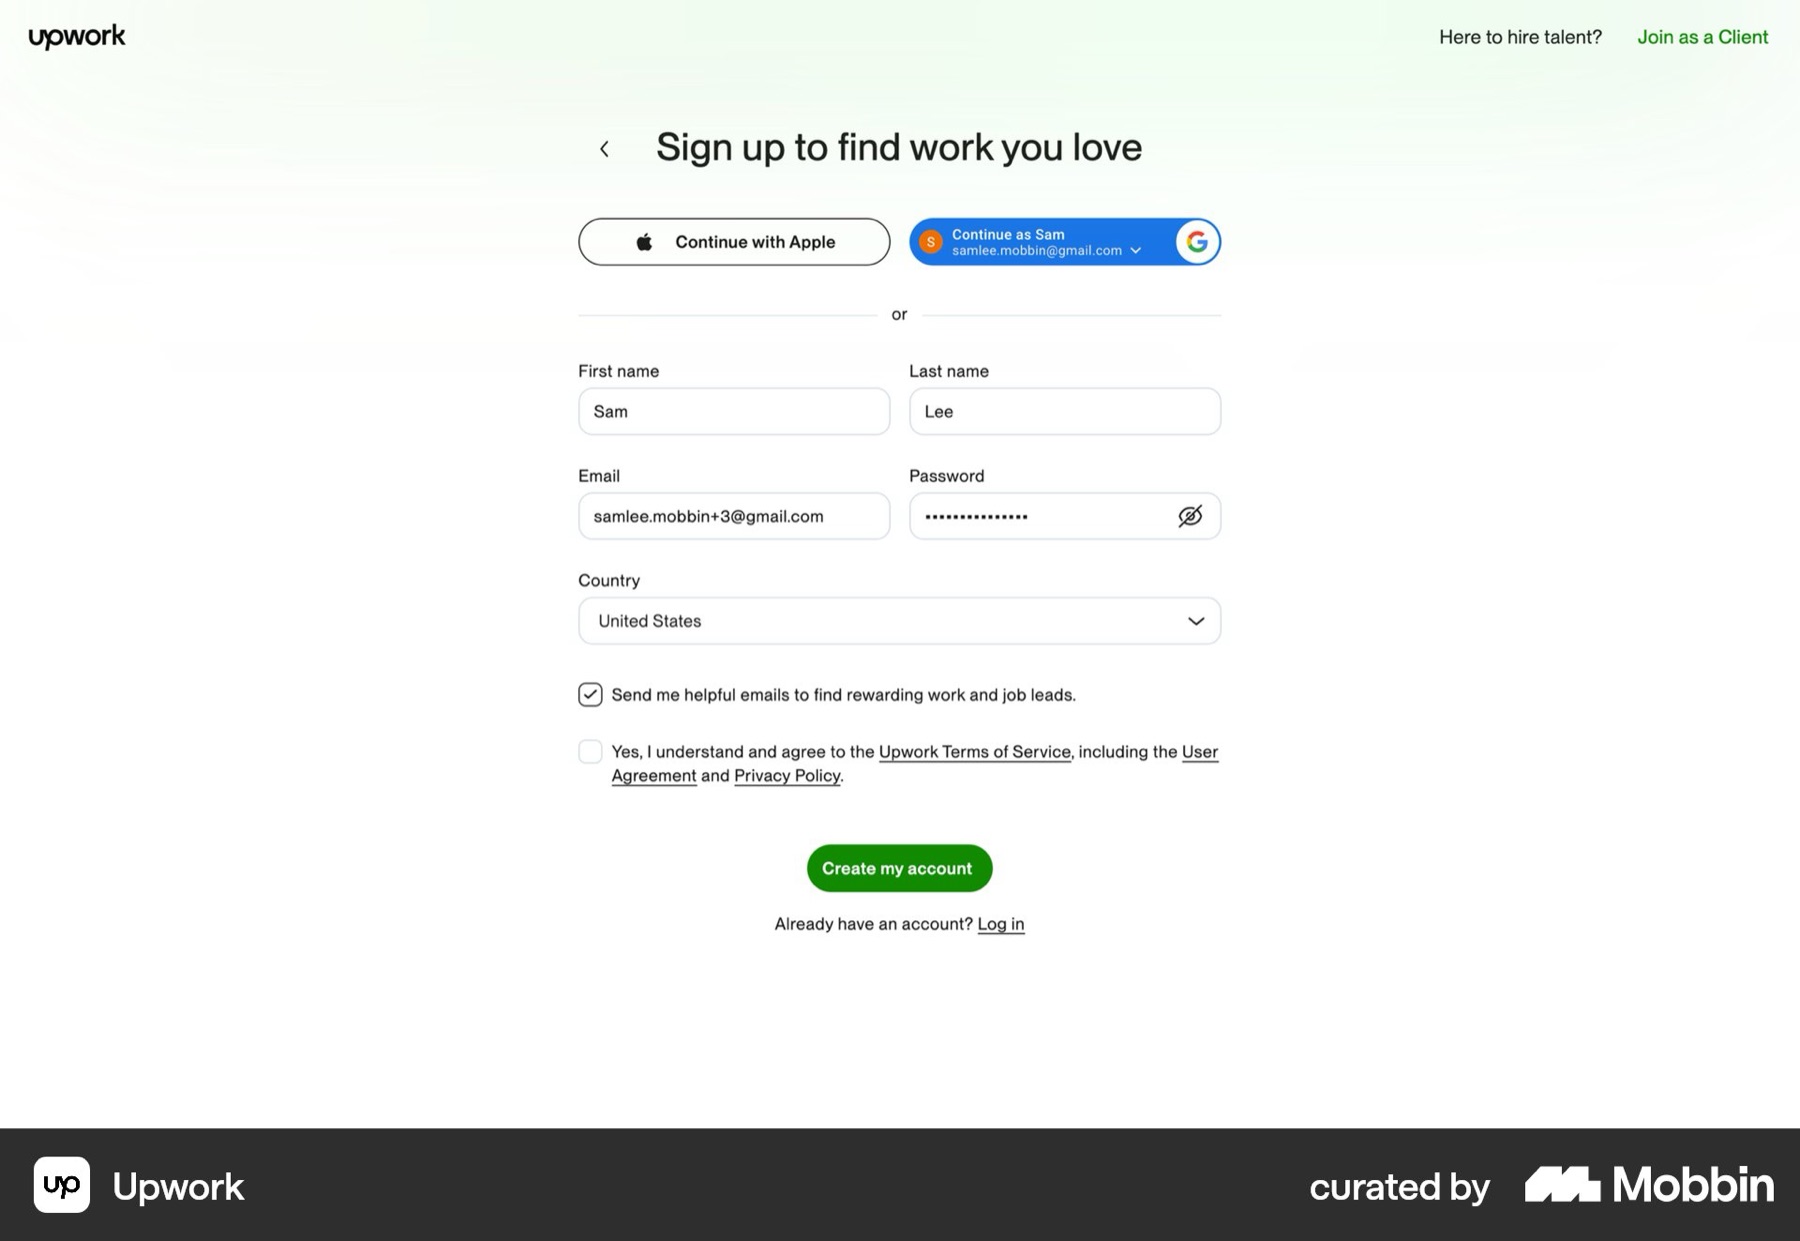 upwork
Here to hire talent? Join as a Client
Sign up to find work you love
Continue with Apple
S
Continue as Sam
samlee.mobbin@gmail.com
G
or
First name
Last name
Sam
Lee
Email
Password
samlee.mobbin+3@gmail.com
•••••••••••••••
Country
United States
Send me helpful emails to find rewarding work and job leads.
Yes, I understand and agree to the Upwork Terms of Service, including the User
Agreement and Privacy Policy.
Create my account
Already have an account? Log in
up
Upwork
curated by
Mobbin